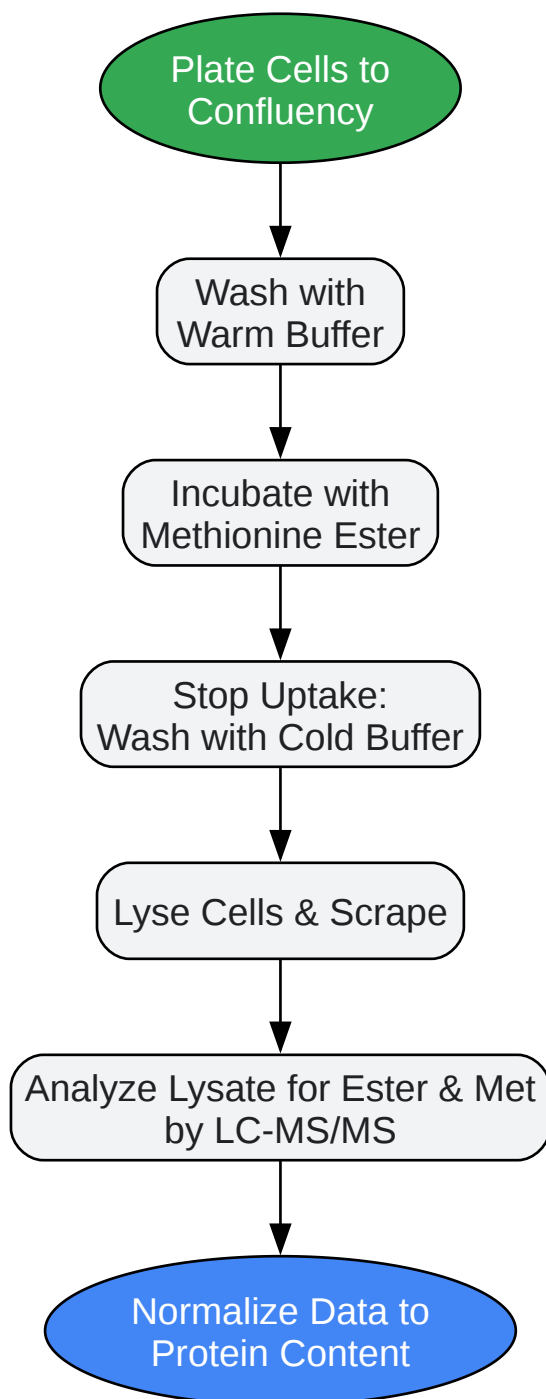 Plate Cells to
Confluency
Wash with
Warm Buffer
Incubate with
Methionine Ester
Stop Uptake:
Wash with Cold Buffer
Lyse Cells & Scrape
Analyze Lysate for Ester & Met
by LC-MS/MS
Normalize Data to
Protein Content